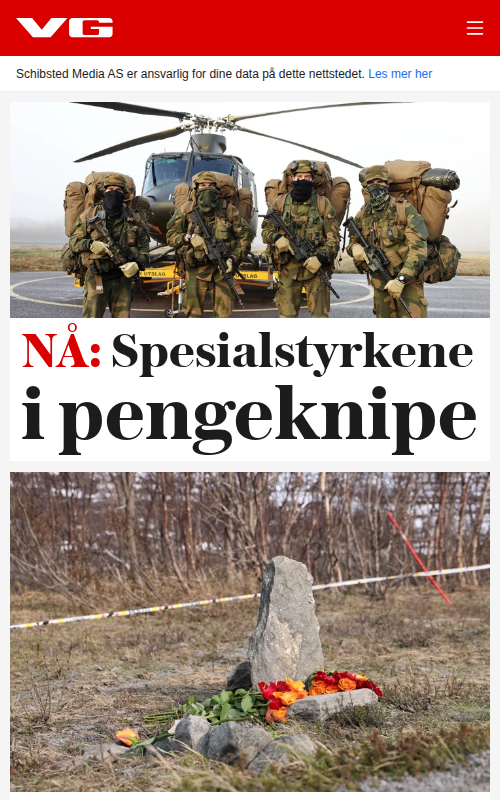 VG
Schibsted Media AS er ansvarlig for dine data på dette nettstedet. Les mer her
NÅ: Spesialstyrkene
i pengeknipe